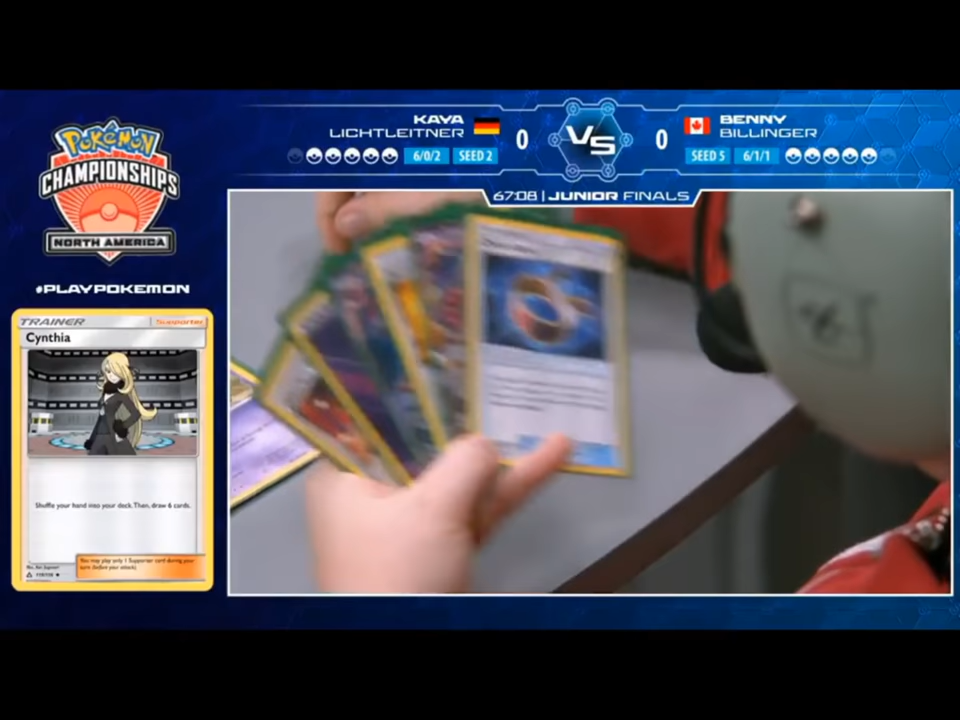 Pokémon
CHAMPIONSHIPS
NORTH AMERICA
#PLAYPOKEMON
KAYA
LICHTLEITNER
0
VS
0
BENNY
BILLINGER
6/0/2
SEED 2
SEED 5
6/1/1
67:08 | JUNIOR FINALS
TRAINER
Supporter
Cynthia
Shuffle your hand into your deck. Then, draw 6 cards.
You may play only 1 Supporter card during your
turn (before your attack).